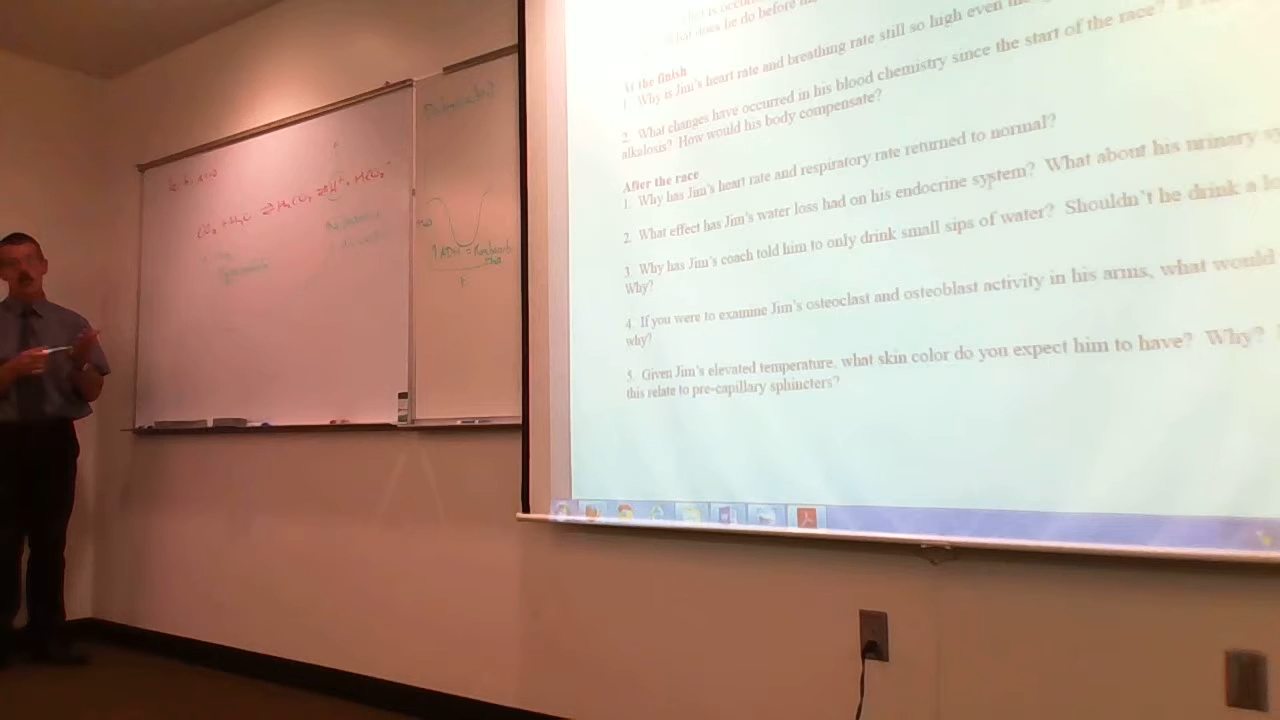 What does he do before
At the finish
1. Why is Jim's heart rate and breathing rate still so high even
2. What changes have occurred in his blood chemistry since the start of the race?
alkalosis? How would his body compensate?
After the race
1. Why has Jim's heart rate and respiratory rate returned to normal?
2. What effect has Jim's water loss had on his endocrine system? What about his urinary
3. Why has Jim's coach told him to only drink small sips of water? Shouldn't he drink a
Why?
4. If you were to examine Jim's osteoclast and osteoblast activity in his arms, what would
why?
5. Given Jim's elevated temperature, what skin color do you expect him to have? Why?
this relate to pre-capillary sphincters?
CO₂ + H₂O ⇌ H₂CO₃ ⇌ H⁺ + HCO₃⁻
↑ADH =